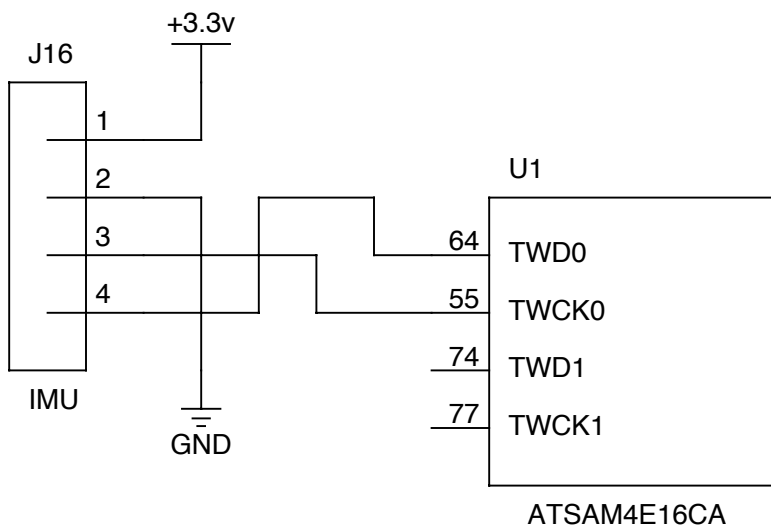 +3.3v
J16
1
2
3
4
IMU
GND
U1
64 TWD0
55 TWCK0
74 TWD1
77 TWCK1
ATSAM4E16CA